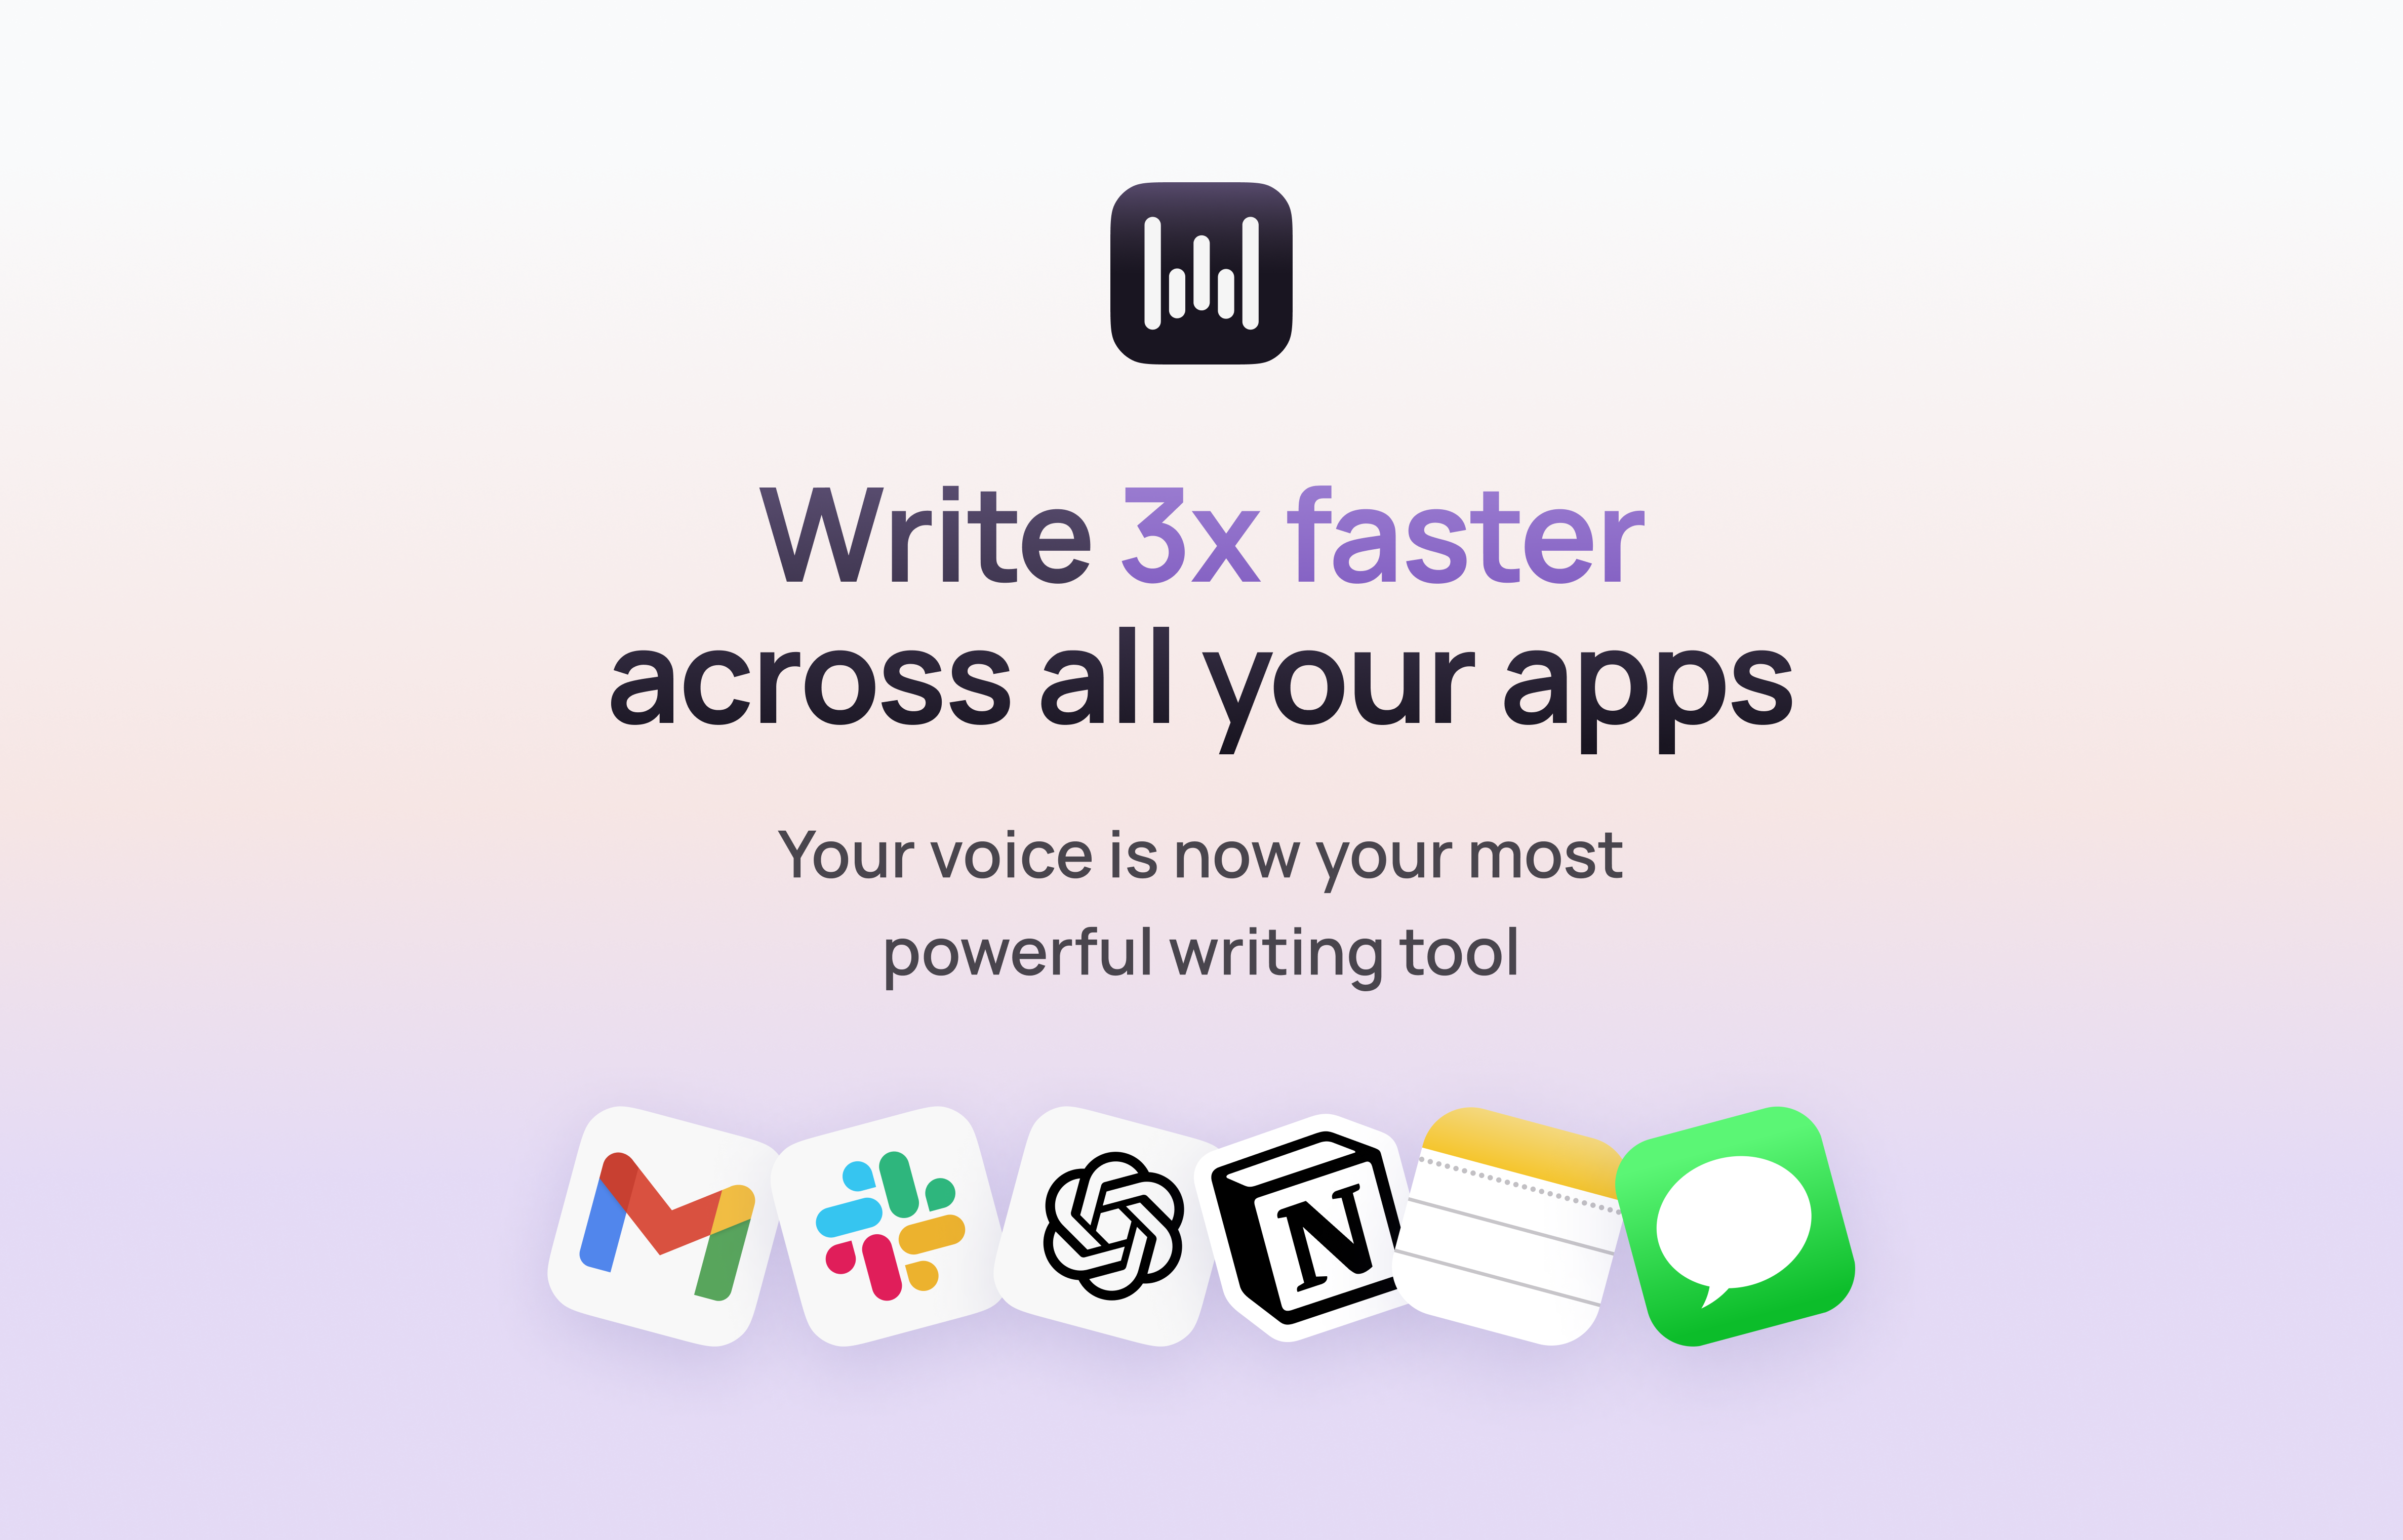 Write 3x faster
across all your apps
Your voice is now your most
powerful writing tool
N